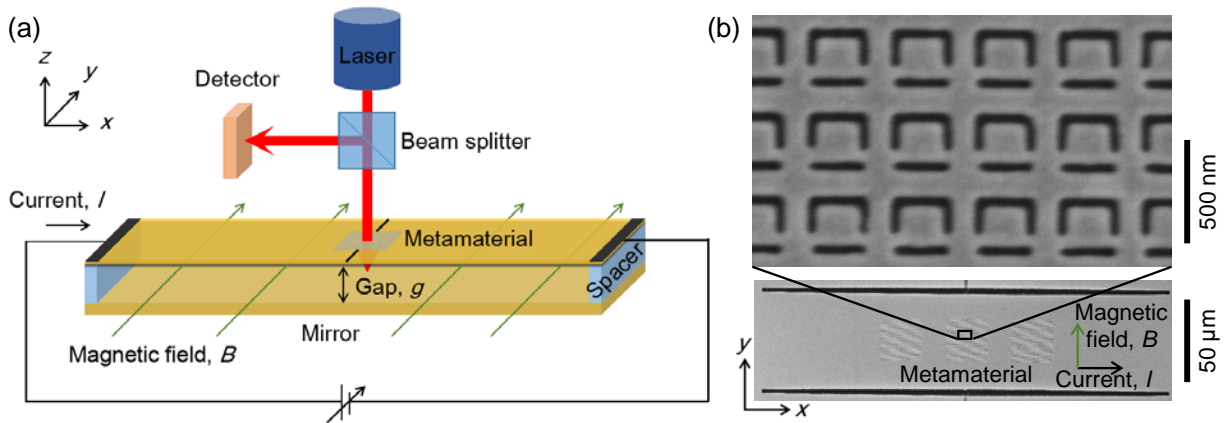 (a)
z
y
x
Laser
Detector
Beam splitter
Current, I
Metamaterial
Gap, g
Spacer
Mirror
Magnetic field, B
(b)
500 nm
Magnetic
field, B
Metamaterial
Current, I
50 µm
y
x